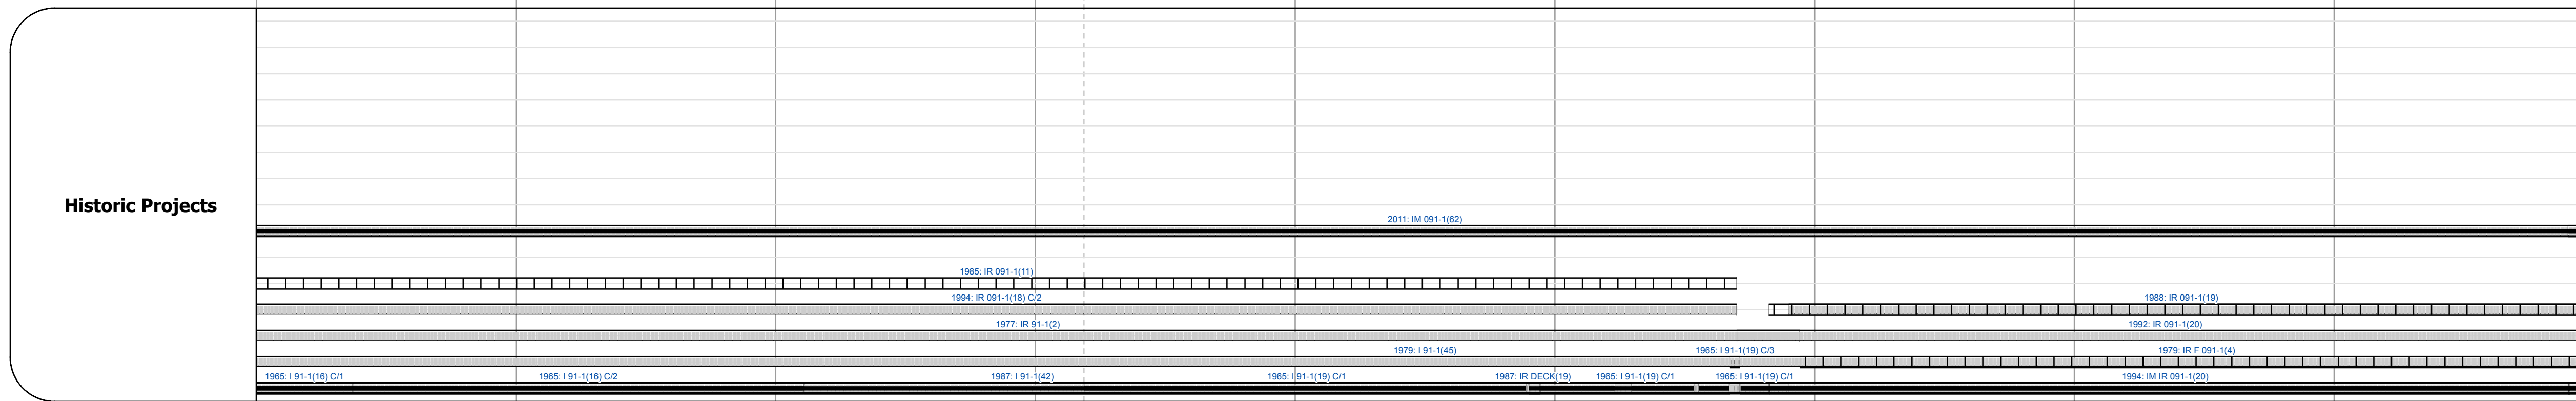 Historic Projects
2011: IM 091-1(62)
1985: IR 091-1(11)
1994: IR 091-1(18) C/2
1988: IR 091-1(19)
1977: IR 91-1(2)
1992: IR 091-1(20)
1979: I 91-1(45)
1965: I 91-1(19) C/3
1979: IR F 091-1(4)
1965: I 91-1(16) C/1
1965: I 91-1(16) C/2
1987: I 91-1(42)
1965: I 91-1(19) C/1
1987: IR DECK(19)
1965: I 91-1(19) C/1
1965: I 91-1(19) C/1
1994: IM IR 091-1(20)